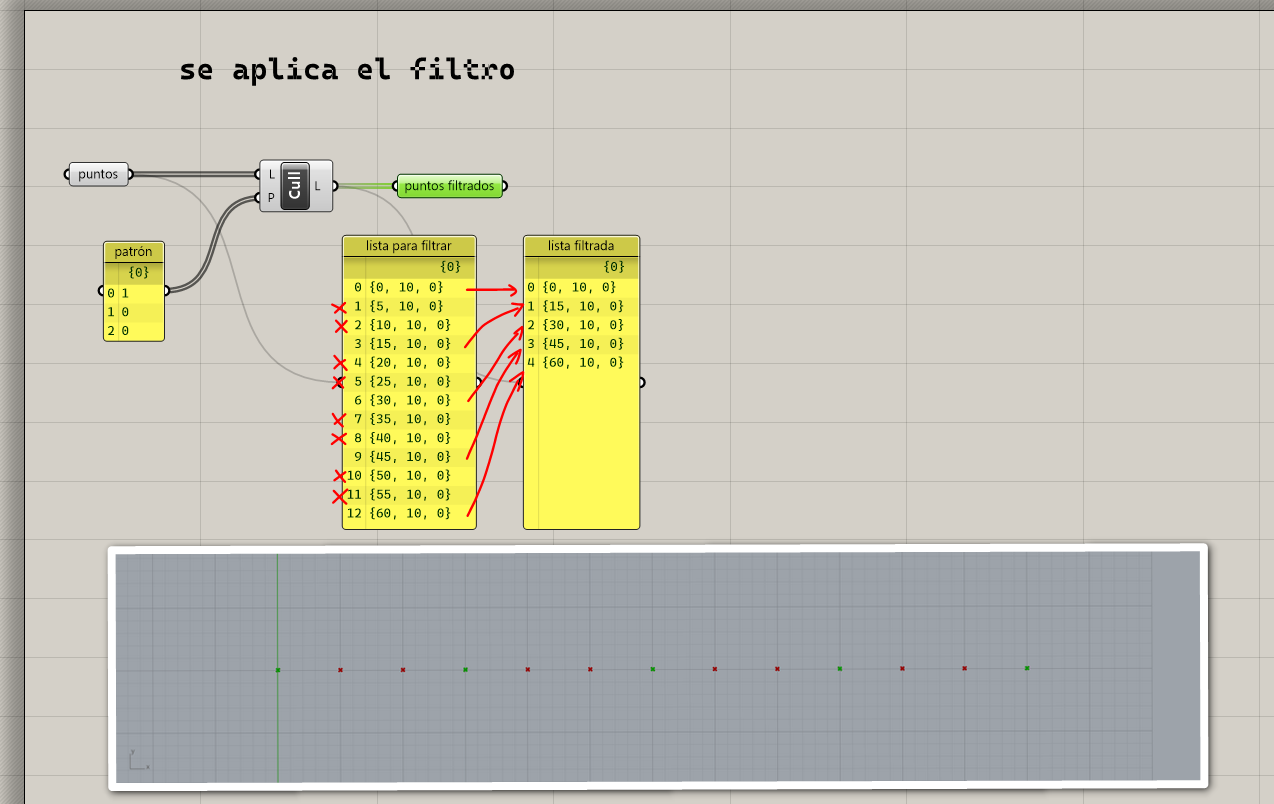 se aplica el filtro
puntos
L
P
Cull
L
puntos filtrados
patrón
{0}
0 1
1 0
2 0
lista para filtrar
{0}
0 {0, 10, 0}
1 {5, 10, 0}
2 {10, 10, 0}
3 {15, 10, 0}
4 {20, 10, 0}
5 {25, 10, 0}
6 {30, 10, 0}
7 {35, 10, 0}
8 {40, 10, 0}
9 {45, 10, 0}
10 {50, 10, 0}
11 {55, 10, 0}
12 {60, 10, 0}
lista filtrada
{0}
0 {0, 10, 0}
1 {15, 10, 0}
2 {30, 10, 0}
3 {45, 10, 0}
4 {60, 10, 0}
y
x